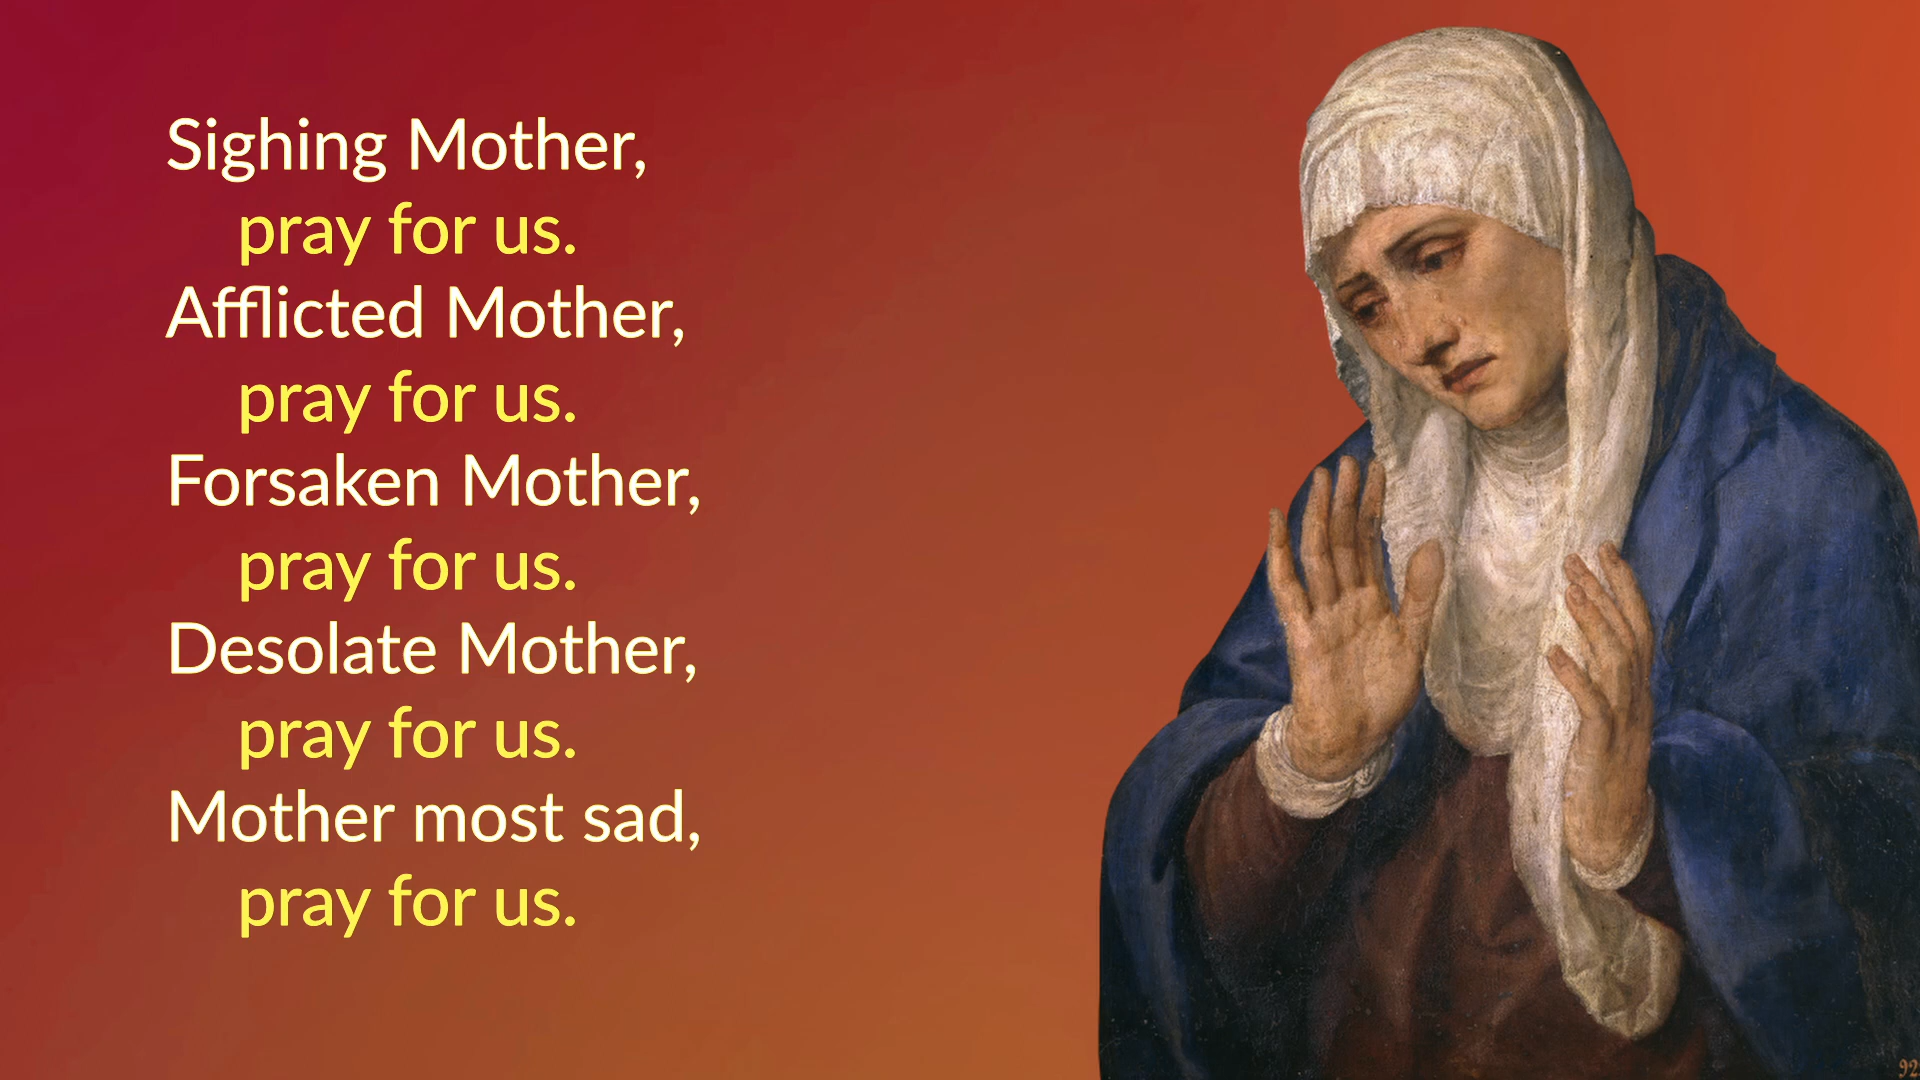 Sighing Mother,
pray for us.
Afflicted Mother,
pray for us.
Forsaken Mother,
pray for us.
Desolate Mother,
pray for us.
Mother most sad,
pray for us.
92